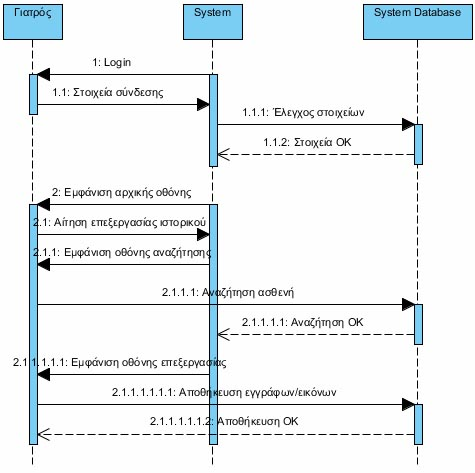 Γιατρός
System
System Database
1: Login
1.1: Στοιχεία σύνδεσης
1.1.1: Έλεγχος στοιχείων
1.1.2: Στοιχεία OK
2: Εμφάνιση αρχικής οθόνης
2.1: Αίτηση επεξεργασίας ιστορικού
2.1.1: Εμφάνιση οθόνης αναζήτησης
2.1.1.1: Αναζήτηση ασθενή
2.1.1.1.1: Αναζήτηση OK
2.1.1.1.1.1: Εμφάνιση οθόνης επεξεργασίας
2.1.1.1.1.1.1: Αποθήκευση εγγράφων/εικόνων
2.1.1.1.1.1.2: Αποθήκευση OK